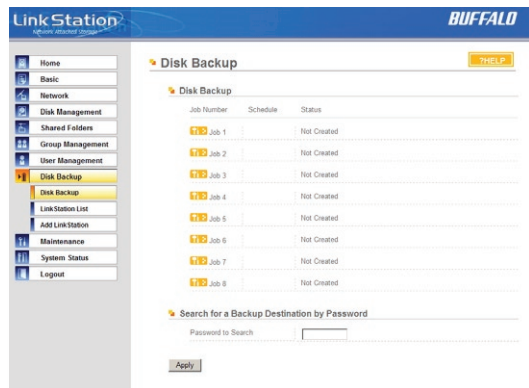 LinkStation
Network Attached Storage
BUFFALO
Home
Basic
Network
Disk Management
Shared Folders
Group Management
User Management
Disk Backup
Disk Backup
LinkStation List
Add LinkStation
Maintenance
System Status
Logout
Disk Backup
?HELP
Disk Backup
Job Number Schedule Status
Job 1 Not Created
Job 2 Not Created
Job 3 Not Created
Job 4 Not Created
Job 5 Not Created
Job 6 Not Created
Job 7 Not Created
Job 8 Not Created
Search for a Backup Destination by Password
Password to Search
Apply